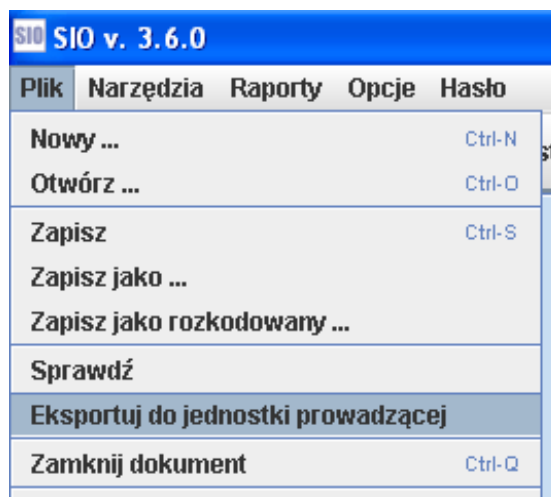 SIO SIO v. 3.6.0
Plik Narzędzia Raporty Opcje Hasło
Nowy ... Ctrl-N
Otwórz ... Ctrl-O
Zapisz Ctrl-S
Zapisz jako ...
Zapisz jako rozkodowany ...
Sprawdź
Eksportuj do jednostki prowadzącej
Zamknij dokument Ctrl-Q